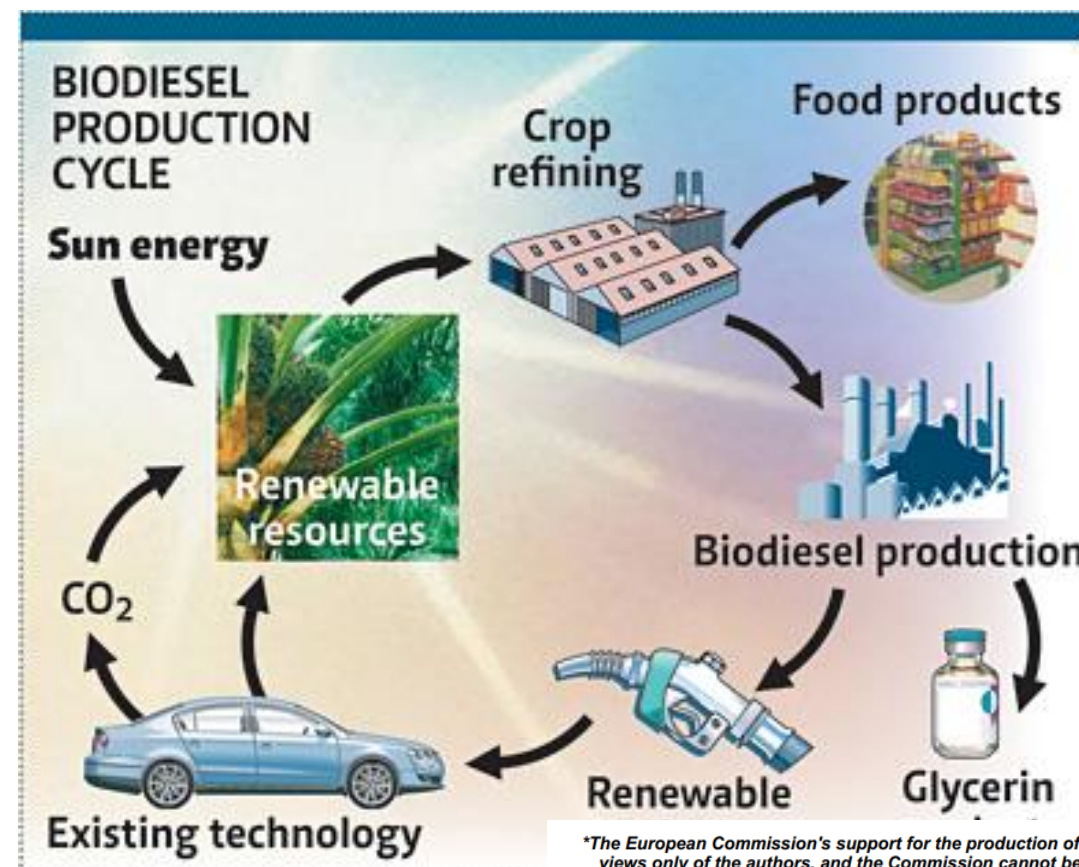 BIODIESEL
PRODUCTION
CYCLE
Sun energy
Crop
refining
Food products
Renewable
resources
Biodiesel production
CO₂
Existing technology
Renewable
Glycerin
*The European Commission's support for the production of
views only of the authors, and the Commission cannot be